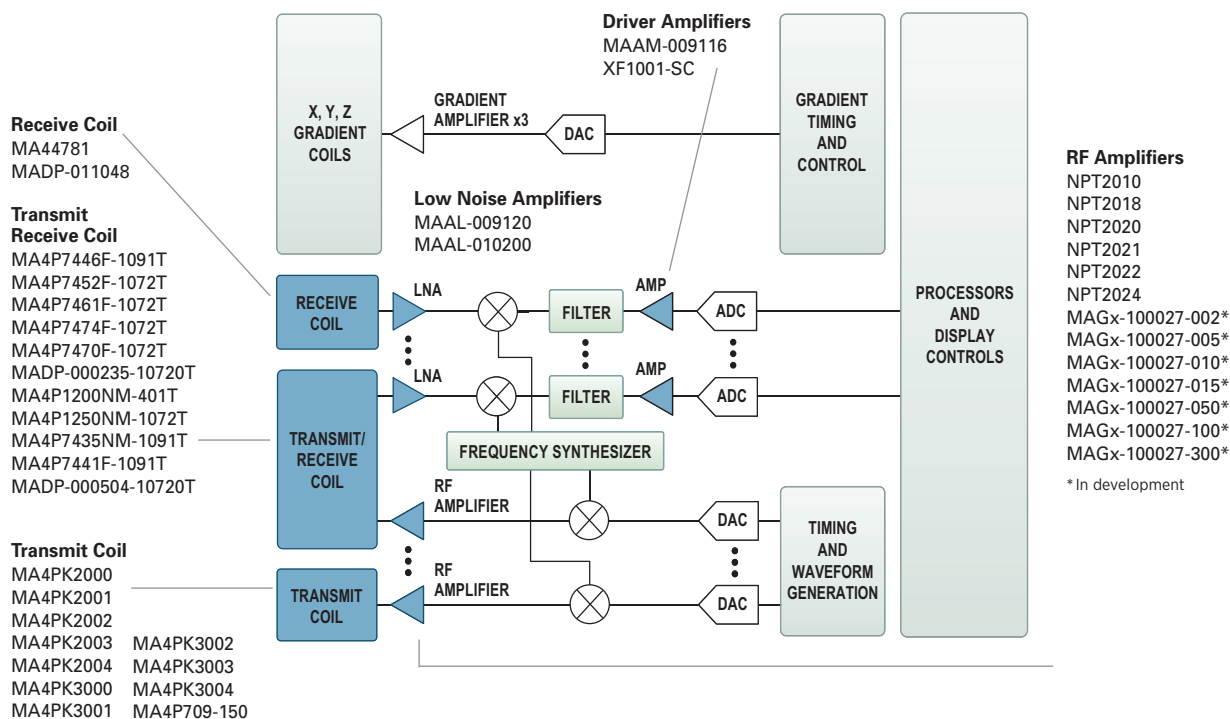 Driver Amplifiers
MAAM-009116
XF1001-SC
X, Y, Z
GRADIENT
COILS
GRADIENT
AMPLIFIER x3
DAC
GRADIENT
TIMING
AND
CONTROL
Receive Coil
MA44781
MADP-011048
Low Noise Amplifiers
MAAL-009120
MAAL-010200
Transmit
Receive Coil
MA4P7446F-1091T
MA4P7452F-1072T
MA4P7461F-1072T
MA4P7474F-1072T
MA4P7470F-1072T
MADP-000235-10720T
MA4P1200NM-401T
MA4P1250NM-1072T
MA4P7435NM-1091T
MA4P7441F-1091T
MADP-000504-10720T
RECEIVE
COIL
LNA
FILTER
AMP
ADC
LNA
FILTER
AMP
ADC
TRANSMIT/
RECEIVE
COIL
FREQUENCY SYNTHESIZER
RF
AMPLIFIER
DAC
TIMING
AND
WAVEFORM
GENERATION
TRANSMIT
COIL
RF
AMPLIFIER
DAC
PROCESSORS
AND
DISPLAY
CONTROLS
RF Amplifiers
NPT2010
NPT2018
NPT2020
NPT2021
NPT2022
NPT2024
MAGx-100027-002*
MAGx-100027-005*
MAGx-100027-010*
MAGx-100027-015*
MAGx-100027-050*
MAGx-100027-100*
MAGx-100027-300*
* In development
Transmit Coil
MA4PK2000
MA4PK2001
MA4PK2002
MA4PK2003 MA4PK3002
MA4PK2004 MA4PK3003
MA4PK3000 MA4PK3004
MA4PK3001 MA4P709-150